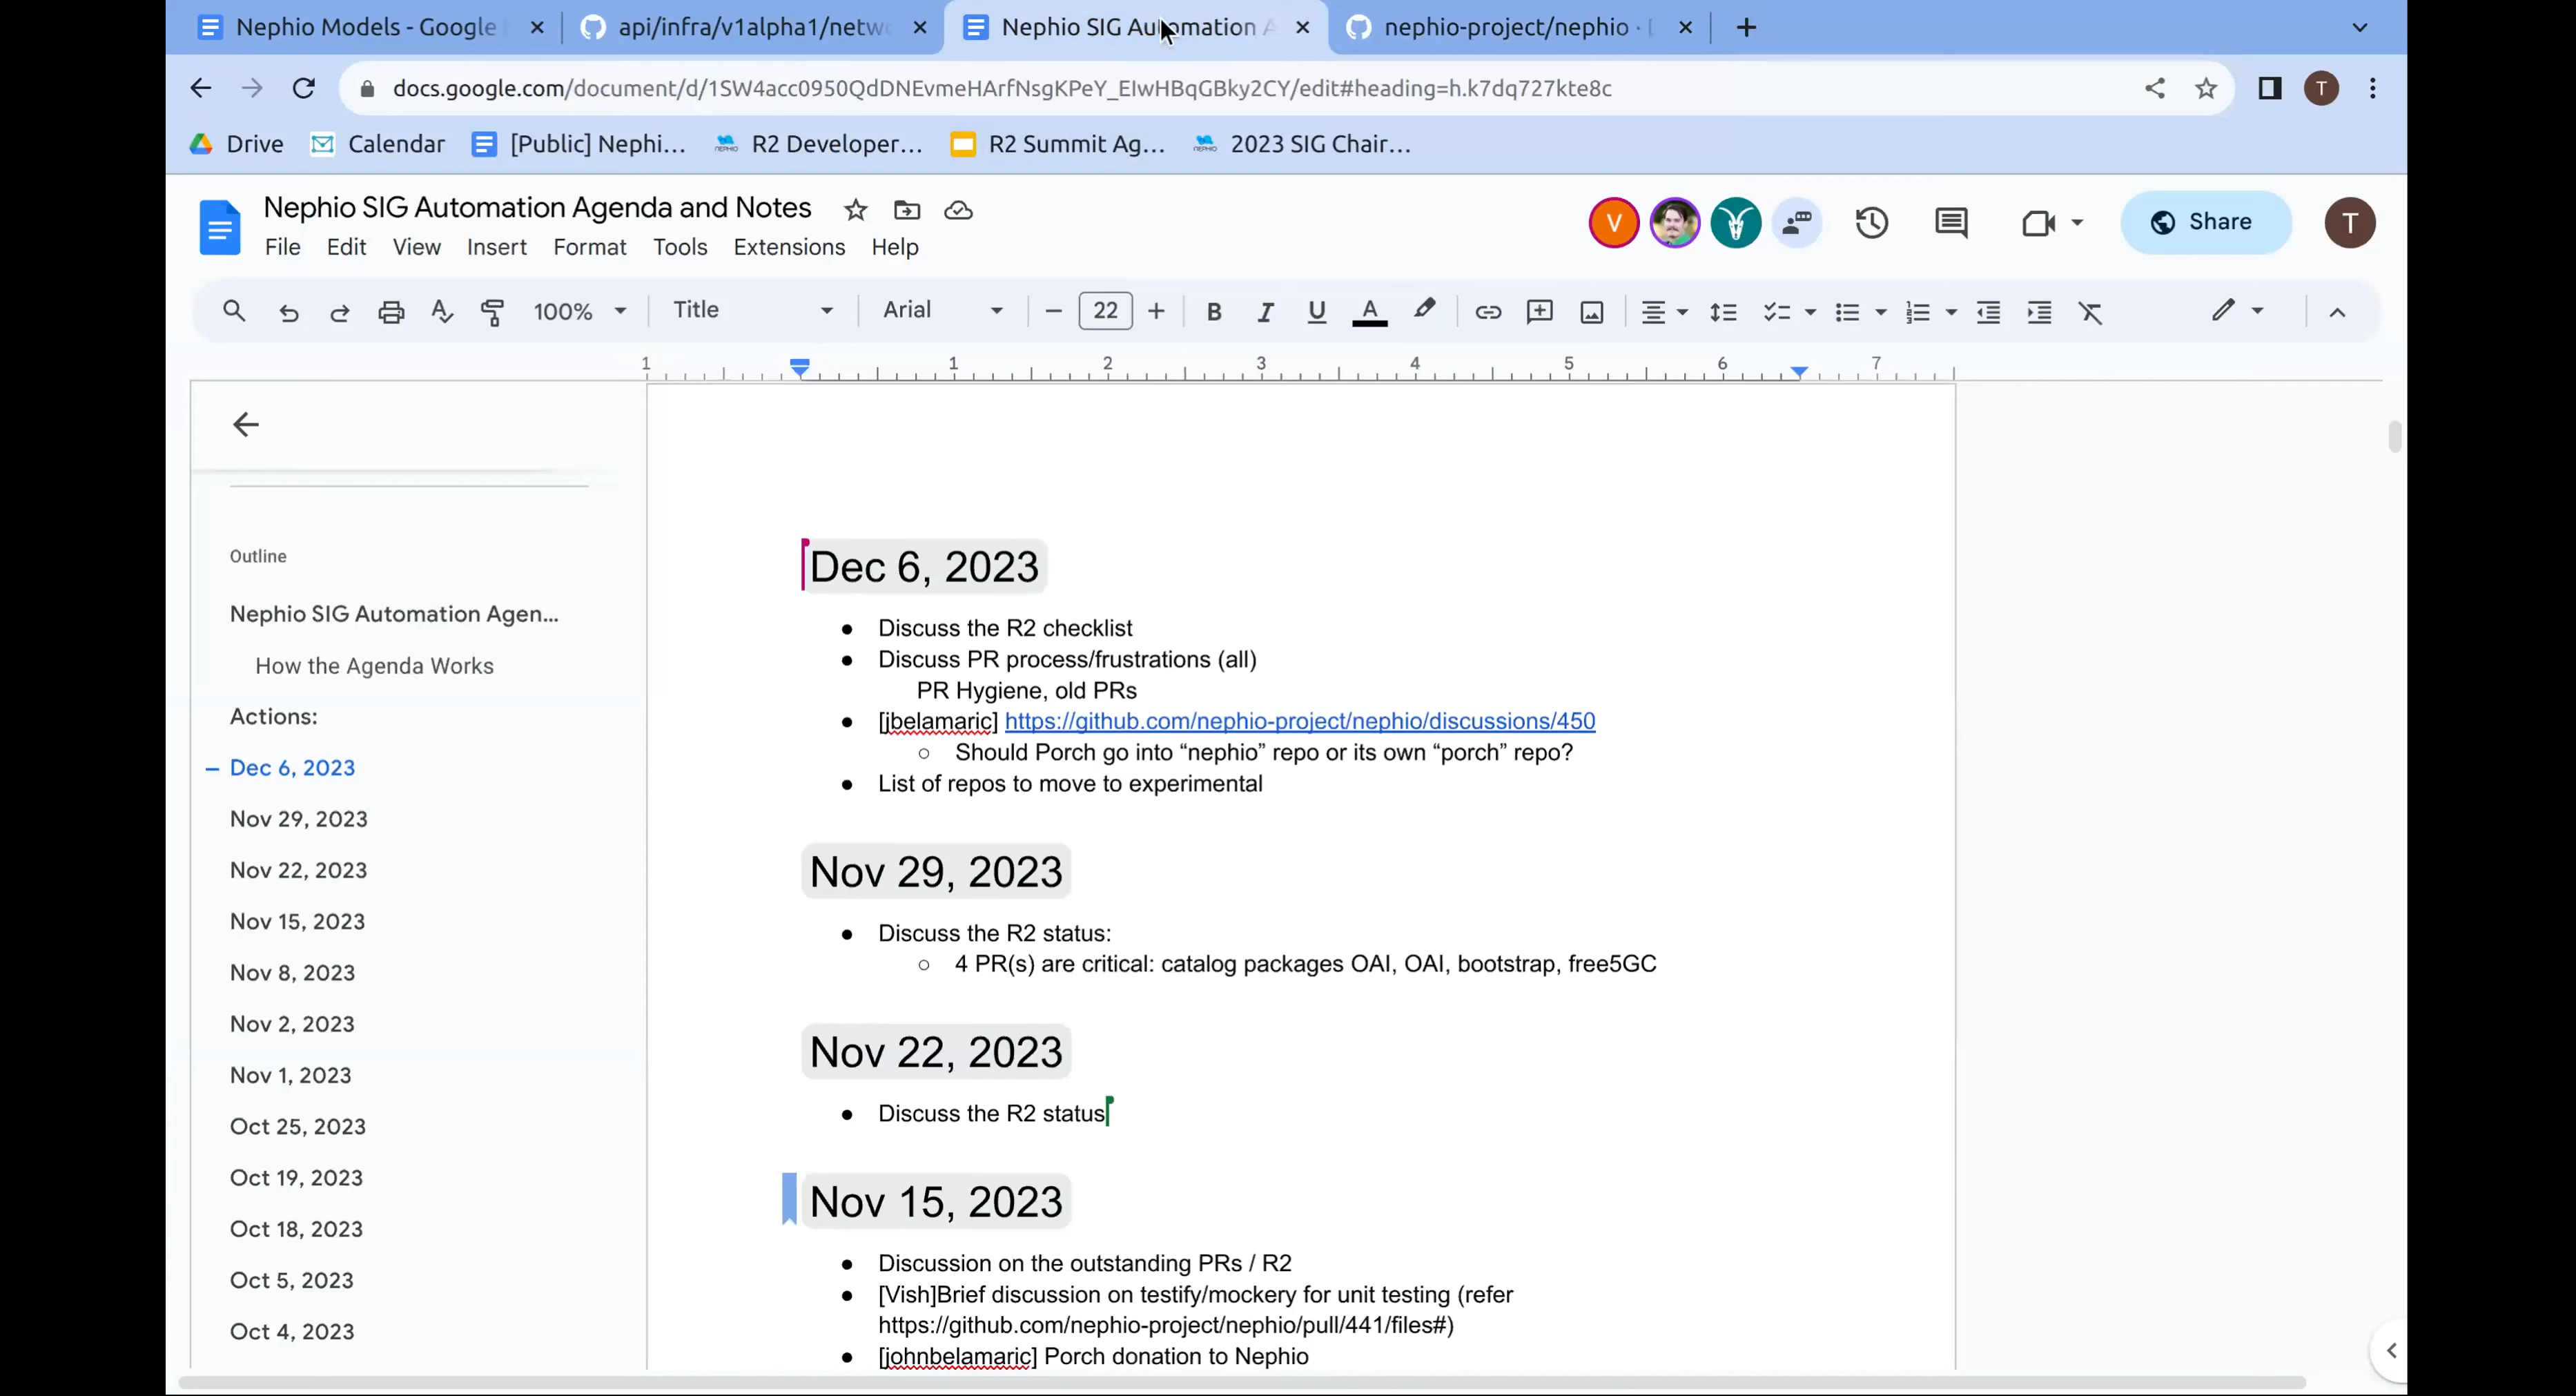 Nephio Models - Google
api/infra/v1alpha1/netwo
Nephio SIG Automation A
nephio-project/nephio ·
docs.google.com/document/d/1SW4acc0950QdDNEvmeHArfNsgKPeY_EIwHBqGBky2CY/edit#heading=h.k7dq727kte8c
T
Drive
Calendar
[Public] Nephi...
R2 Developer...
R2 Summit Ag...
2023 SIG Chair...
Nephio SIG Automation Agenda and Notes
V
Share
T
File Edit View Insert Format Tools Extensions Help
100% Title Arial 22 B I U A
1 1 2 3 4 5 6 7
Outline
Nephio SIG Automation Agen...
How the Agenda Works
Actions:
Dec 6, 2023
Nov 29, 2023
Nov 22, 2023
Nov 15, 2023
Nov 8, 2023
Nov 2, 2023
Nov 1, 2023
Oct 25, 2023
Oct 19, 2023
Oct 18, 2023
Oct 5, 2023
Oct 4, 2023
Dec 6, 2023
● Discuss the R2 checklist
● Discuss PR process/frustrations (all)
PR Hygiene, old PRs
● [jbelamaric] https://github.com/nephio-project/nephio/discussions/450
○ Should Porch go into “nephio” repo or its own “porch” repo?
● List of repos to move to experimental
Nov 29, 2023
● Discuss the R2 status:
○ 4 PR(s) are critical: catalog packages OAI, OAI, bootstrap, free5GC
Nov 22, 2023
● Discuss the R2 status
Nov 15, 2023
● Discussion on the outstanding PRs / R2
● [Vish]Brief discussion on testify/mockery for unit testing (refer
https://github.com/nephio-project/nephio/pull/441/files#)
● [johnbelamaric] Porch donation to Nephio